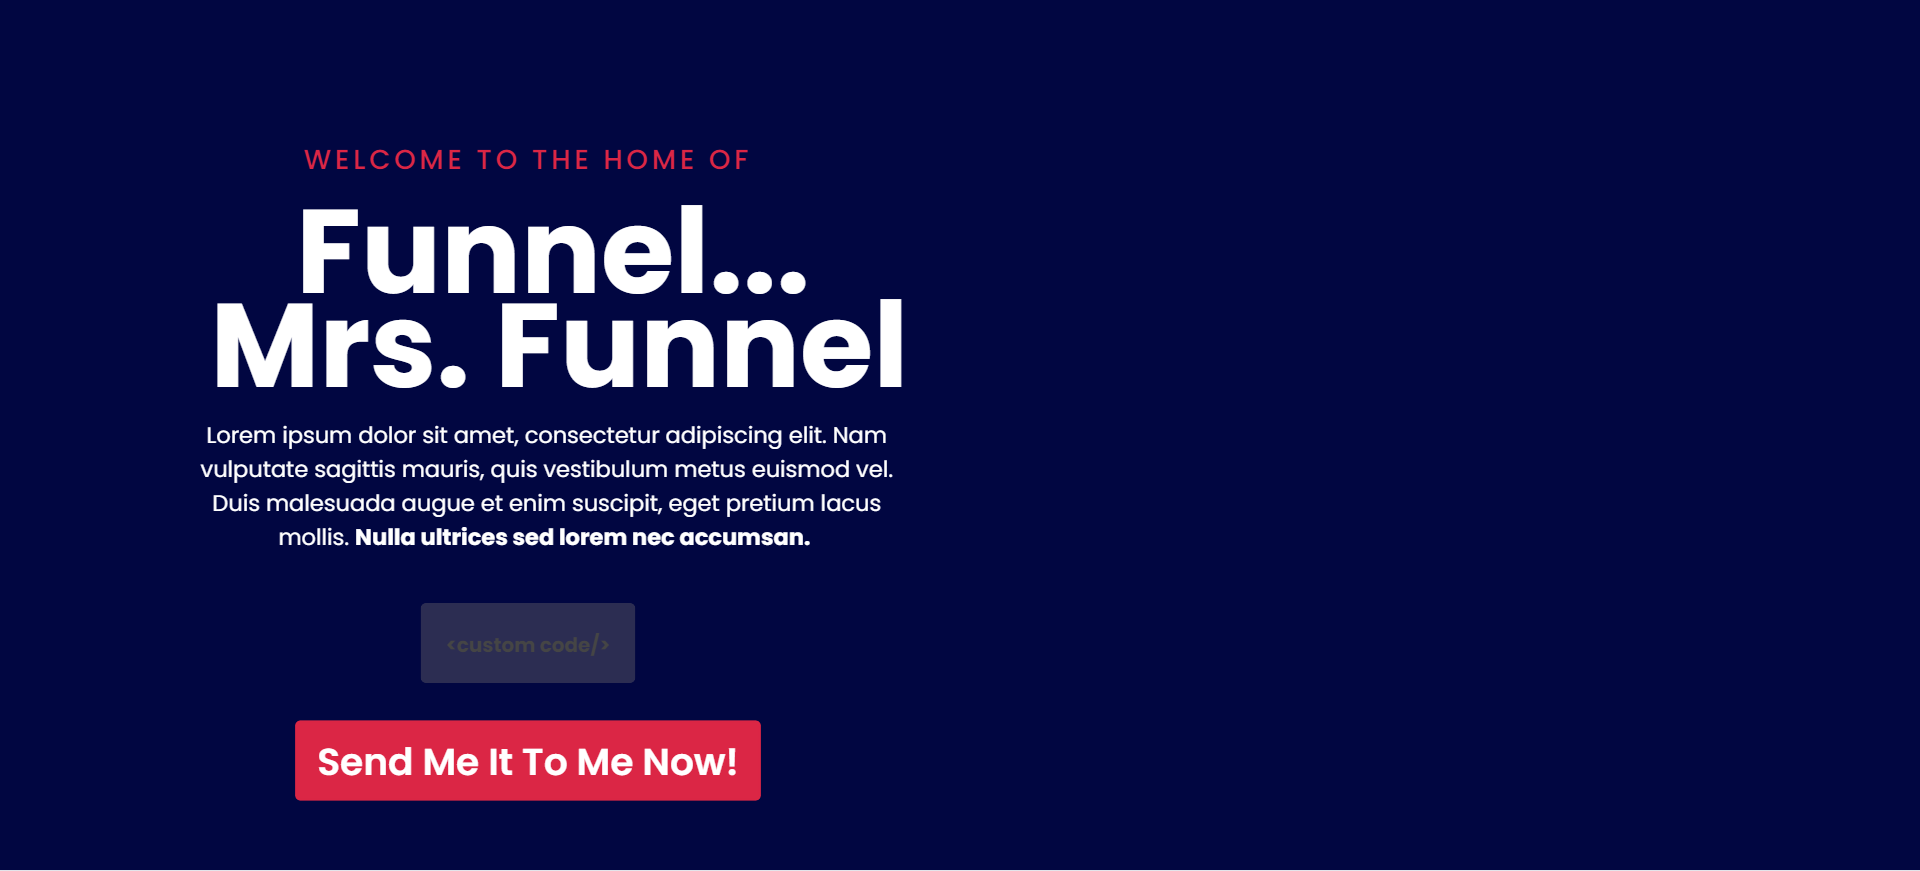 WELCOME TO THE HOME OF
Funnel...
Mrs. Funnel
Lorem ipsum dolor sit amet, consectetur adipiscing elit. Nam
vulputate sagittis mauris, quis vestibulum metus euismod vel.
Duis malesuada augue et enim suscipit, eget pretium lacus
mollis. Nulla ultrices sed lorem nec accumsan.
<custom code/>
Send Me It To Me Now!